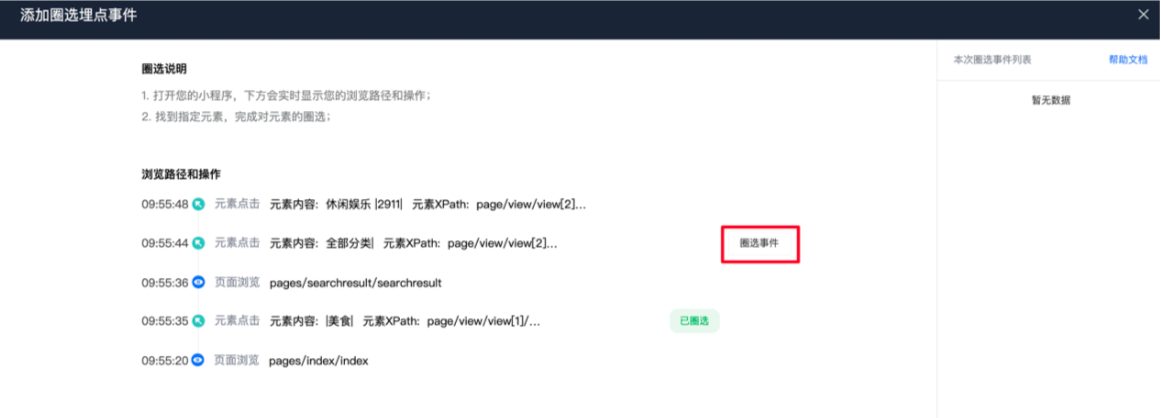 添加圈选埋点事件
圈选说明
1. 打开您的小程序，下方会实时显示您的浏览路径和操作；
2. 找到指定元素，完成对元素的圈选；
浏览路径和操作
09:55:48 元素点击 元素内容: 休闲娱乐 |2911| 元素XPath: page/view/view[2]...
09:55:44 元素点击 元素内容: 全部分类| 元素XPath: page/view/view[2]... 圈选事件
09:55:36 页面浏览 pages/searchresult/searchresult
09:55:35 元素点击 元素内容: |美食| 元素XPath: page/view/view[1]/... 已圈选
09:55:20 页面浏览 pages/index/index
本次圈选事件列表 帮助文档
暂无数据